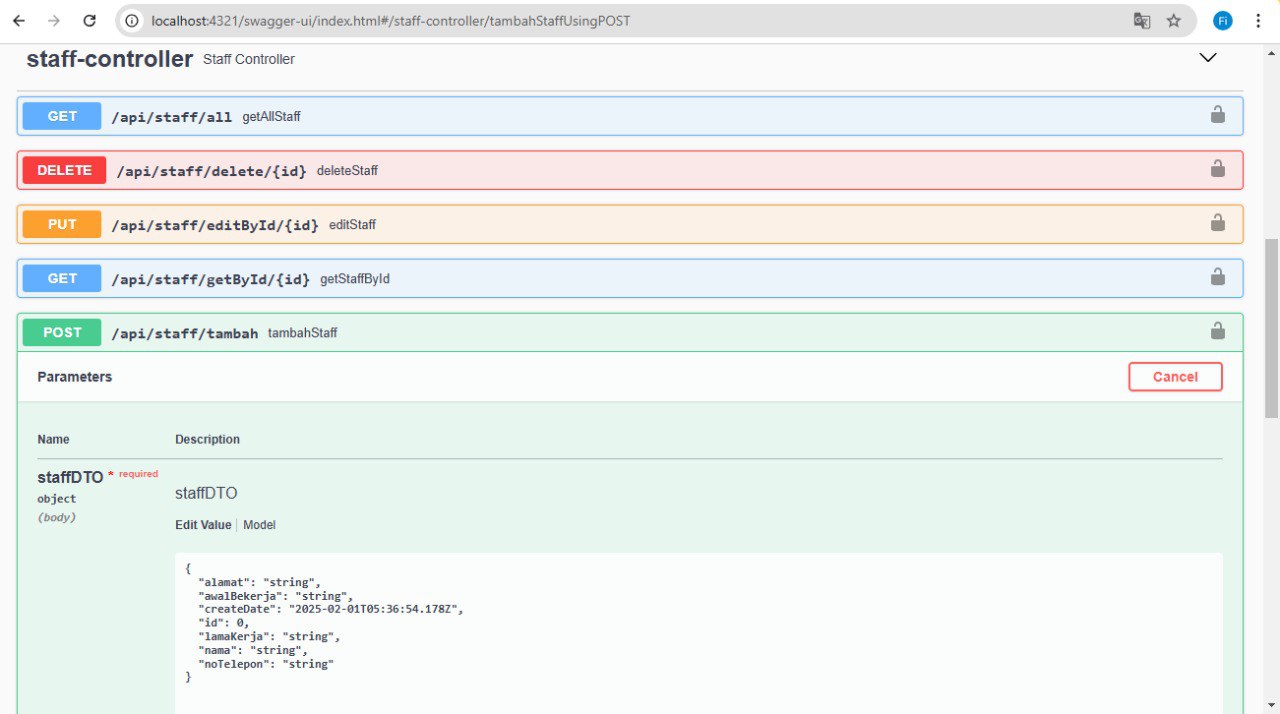 localhost:4321/swagger-ui/index.html#/staff-controller/tambahStaffUsingPOST
Fi
staff-controller Staff Controller
GET /api/staff/all getAllStaff
DELETE /api/staff/delete/{id} deleteStaff
PUT /api/staff/editById/{id} editStaff
GET /api/staff/getById/{id} getStaffById
POST /api/staff/tambah tambahStaff
Parameters Cancel
Name Description
staffDTO * required
object
(body)
staffDTO
Edit Value | Model
{
  "alamat": "string",
  "awalBekerja": "string",
  "createDate": "2025-02-01T05:36:54.178Z",
  "id": 0,
  "lamaKerja": "string",
  "nama": "string",
  "noTelepon": "string"
}